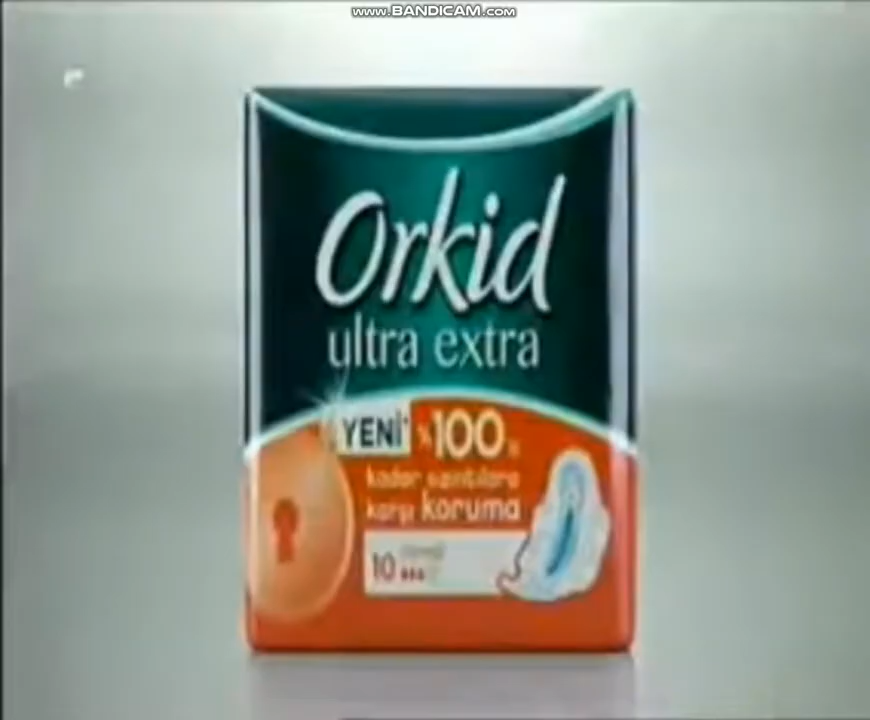 www.BANDICAM.com
Orkid
ultra extra
YENİ %100
kadar sızıntılara
karşı koruma
10